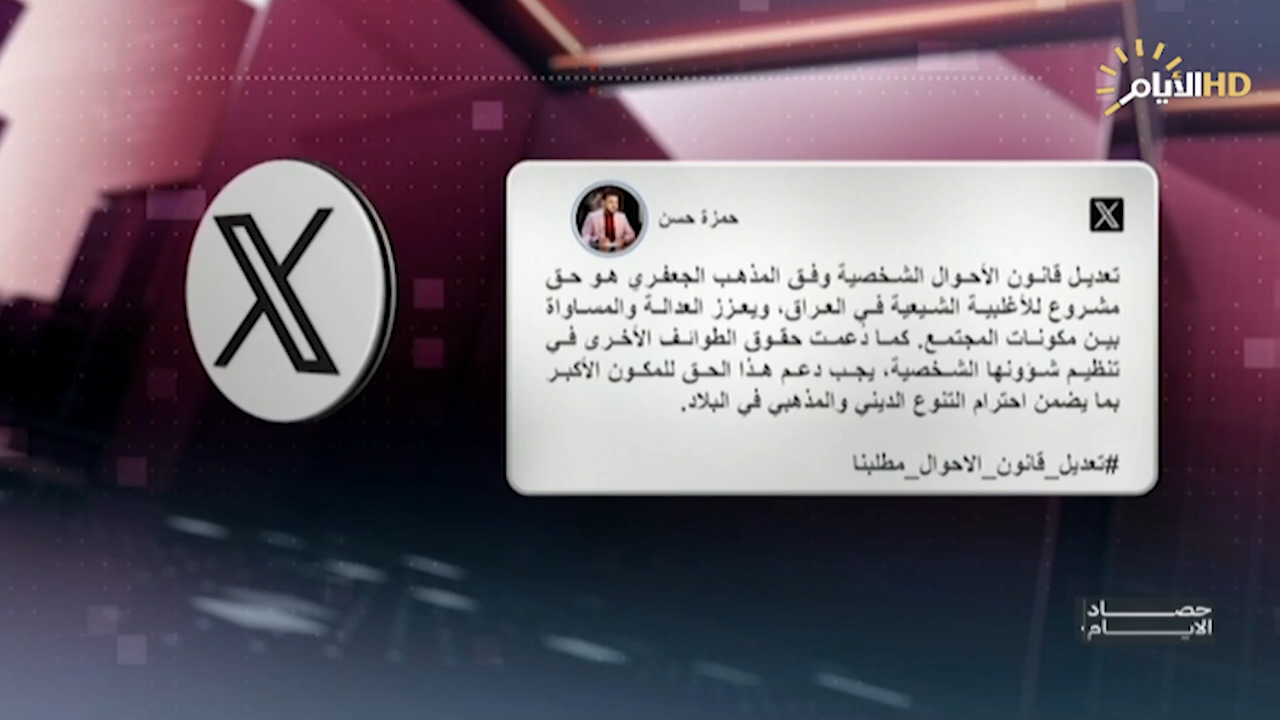 الأيام HD
حمزة حسن
تعديل قانون الأحوال الشخصية وفق المذهب الجعفري هو حق
مشروع للأغلبية الشيعية في العراق، ويعزز العدالة والمساواة
بين مكونات المجتمع. كما دُعمت حقوق الطوائف الأخرى في
تنظيم شؤونها الشخصية، يجب دعم هذا الحق للمكون الأكبر
بما يضمن احترام التنوع الديني والمذهبي في البلاد.
#تعديل_قانون_الاحوال_مطلبنا
حصاد
الايام